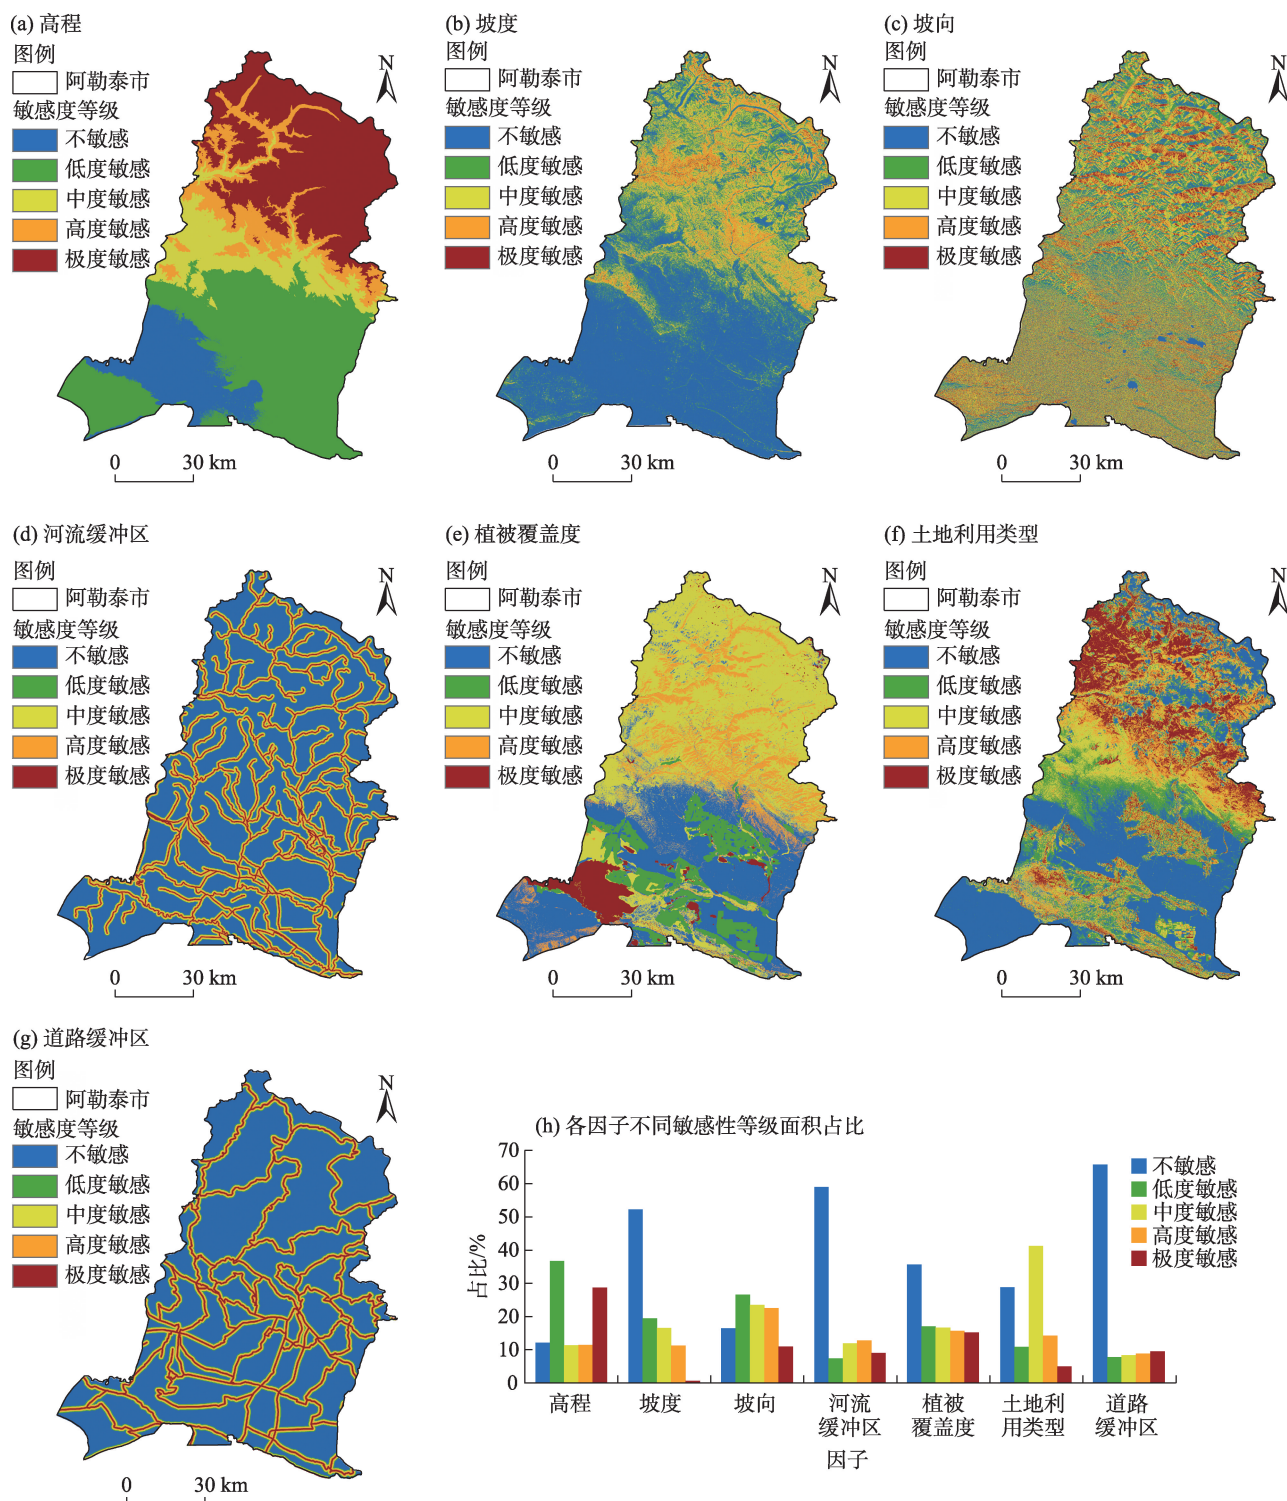 (a) 高程
图例
阿勒泰市
敏感度等级
不敏感
低度敏感
中度敏感
高度敏感
极度敏感
N
0 30 km
(b) 坡度
图例
阿勒泰市
敏感度等级
不敏感
低度敏感
中度敏感
高度敏感
极度敏感
N
0 30 km
(c) 坡向
图例
阿勒泰市
敏感度等级
不敏感
低度敏感
中度敏感
高度敏感
极度敏感
N
0 30 km
(d) 河流缓冲区
图例
阿勒泰市
敏感度等级
不敏感
低度敏感
中度敏感
高度敏感
极度敏感
N
0 30 km
(e) 植被覆盖度
图例
阿勒泰市
敏感度等级
不敏感
低度敏感
中度敏感
高度敏感
极度敏感
N
0 30 km
(f) 土地利用类型
图例
阿勒泰市
敏感度等级
不敏感
低度敏感
中度敏感
高度敏感
极度敏感
N
0 30 km
(g) 道路缓冲区
图例
阿勒泰市
敏感度等级
不敏感
低度敏感
中度敏感
高度敏感
极度敏感
N
0 30 km
(h) 各因子不同敏感性等级面积占比
占比/%
70
60
50
40
30
20
10
0
不敏感
低度敏感
中度敏感
高度敏感
极度敏感
高程
坡度
坡向
河流
缓冲区
植被
覆盖度
土地利
用类型
道路
缓冲区
因子